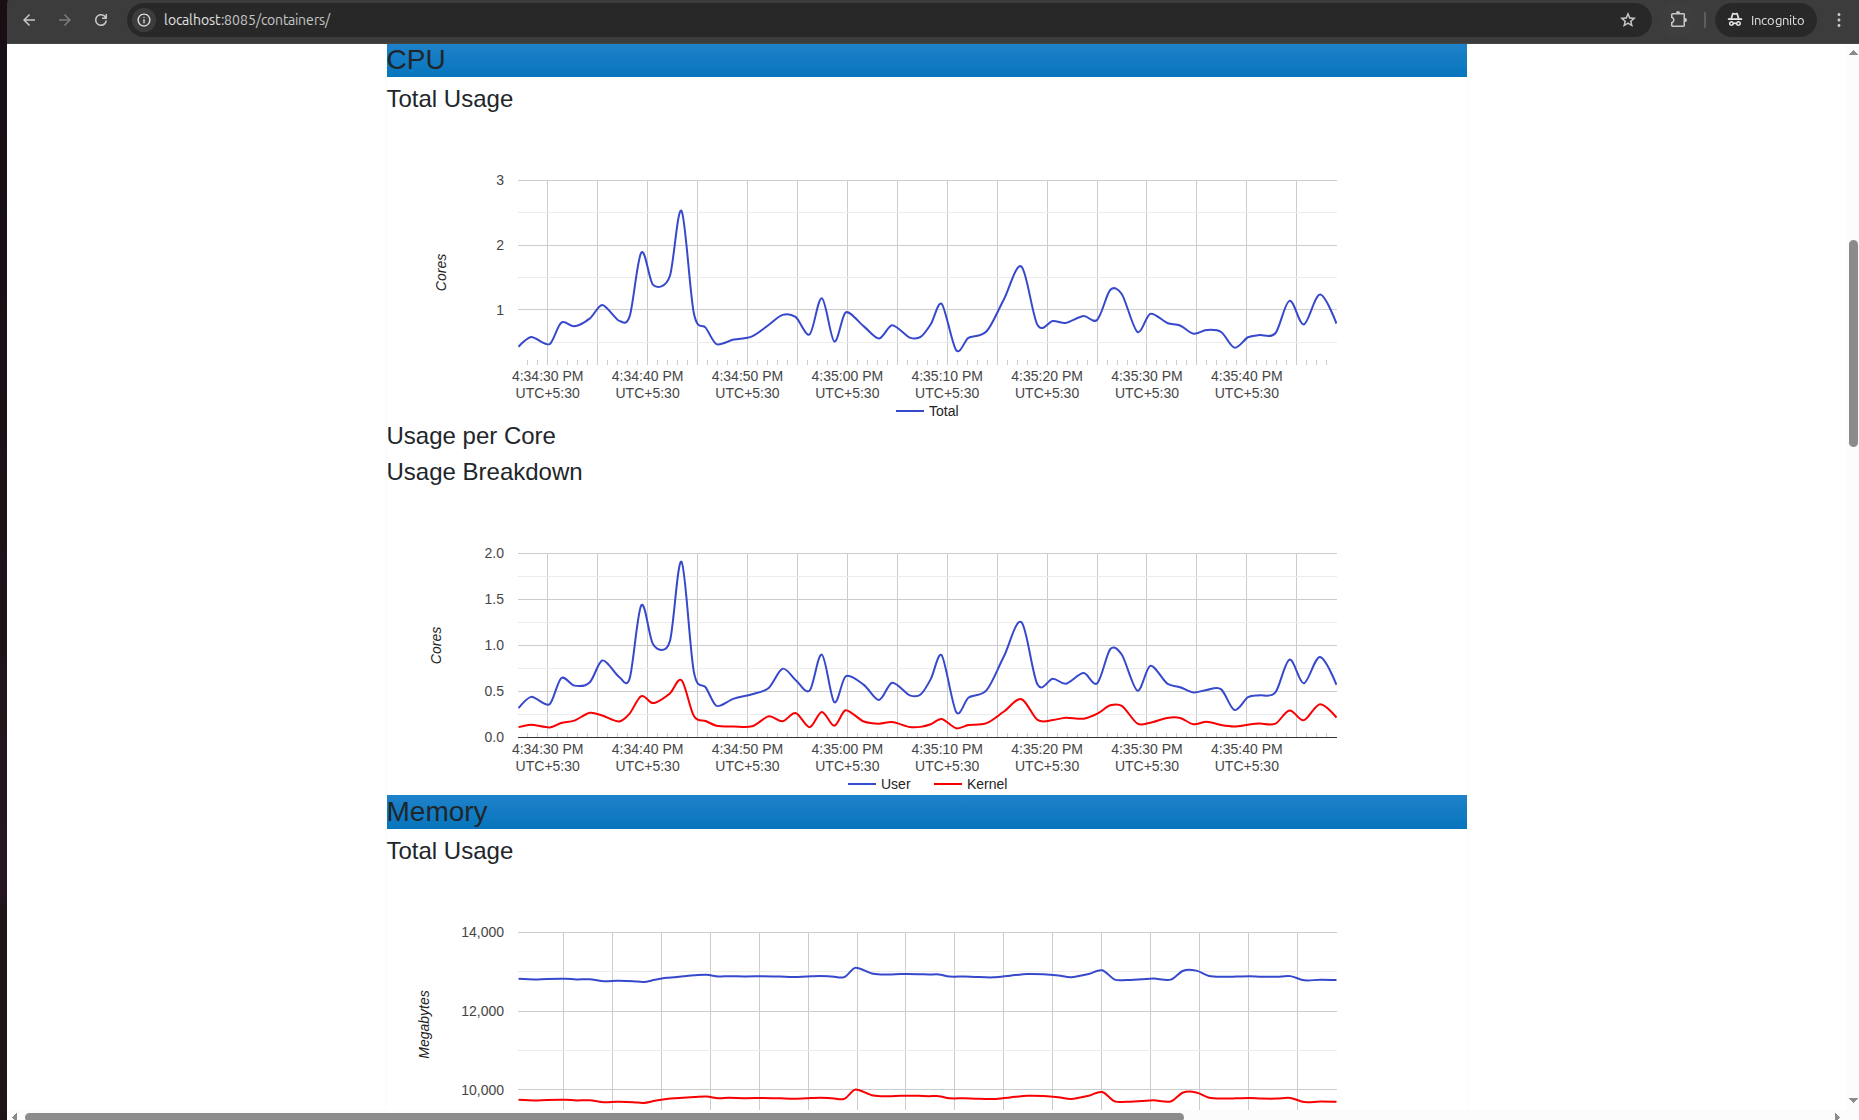 localhost:8085/containers/
Incognito
CPU
Total Usage
3
2
1
Cores
4:34:30 PM 4:34:40 PM 4:34:50 PM 4:35:00 PM 4:35:10 PM 4:35:20 PM 4:35:30 PM 4:35:40 PM
UTC+5:30 UTC+5:30 UTC+5:30 UTC+5:30 UTC+5:30 UTC+5:30 UTC+5:30 UTC+5:30
Total
Usage per Core
Usage Breakdown
2.0
1.5
1.0
0.5
0.0
Cores
4:34:30 PM 4:34:40 PM 4:34:50 PM 4:35:00 PM 4:35:10 PM 4:35:20 PM 4:35:30 PM 4:35:40 PM
UTC+5:30 UTC+5:30 UTC+5:30 UTC+5:30 UTC+5:30 UTC+5:30 UTC+5:30 UTC+5:30
User Kernel
Memory
Total Usage
14,000
12,000
10,000
Megabytes